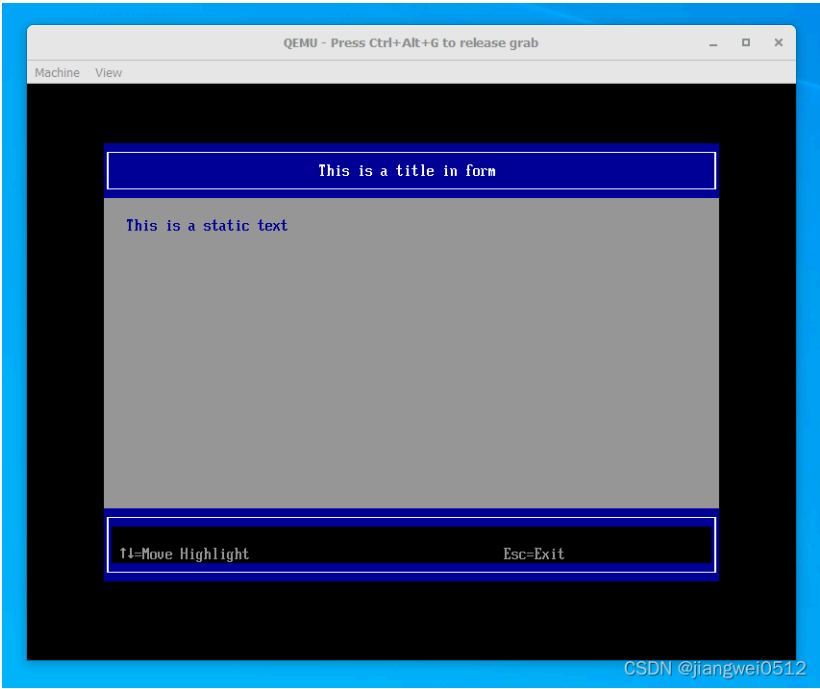 QEMU - Press Ctrl+Alt+G to release grab
Machine View
This is a title in form
This is a static text
↑↓=Move Highlight Esc=Exit
CSDN @jiangwei0512